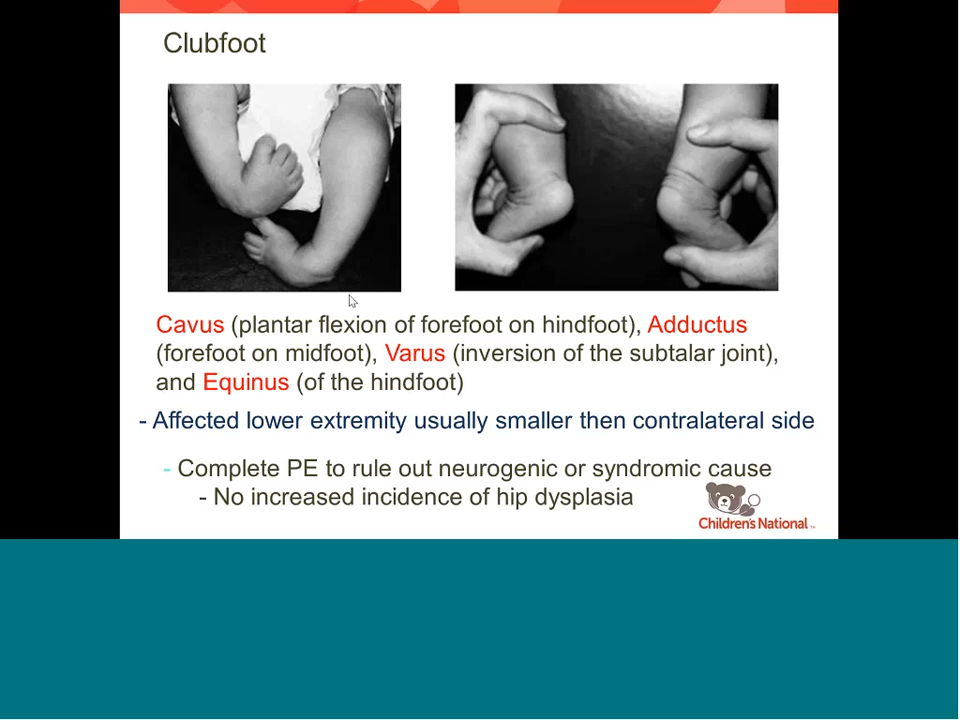 Clubfoot
Cavus (plantar flexion of forefoot on hindfoot), Adductus
(forefoot on midfoot), Varus (inversion of the subtalar joint),
and Equinus (of the hindfoot)
- Affected lower extremity usually smaller then contralateral side
- Complete PE to rule out neurogenic or syndromic cause
- No increased incidence of hip dysplasia
Children's National